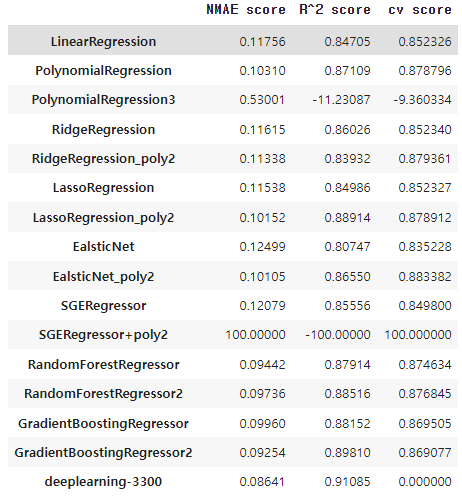 NMAE score R^2 score cv score
LinearRegression 0.11756 0.84705 0.852326
PolynomialRegression 0.10310 0.87109 0.878796
PolynomialRegression3 0.53001 -11.23087 -9.360334
RidgeRegression 0.11615 0.86026 0.852340
RidgeRegression_poly2 0.11338 0.83932 0.879361
LassoRegression 0.11538 0.84986 0.852327
LassoRegression_poly2 0.10152 0.88914 0.878912
EalsticNet 0.12499 0.80747 0.835228
EalsticNet_poly2 0.10105 0.86550 0.883382
SGERegressor 0.12079 0.85556 0.849800
SGERegressor+poly2 100.00000 -100.00000 100.000000
RandomForestRegressor 0.09442 0.87914 0.874634
RandomForestRegressor2 0.09736 0.88516 0.876845
GradientBoostingRegressor 0.09960 0.88152 0.869505
GradientBoostingRegressor2 0.09254 0.89810 0.869077
deeplearning-3300 0.08641 0.91085 0.000000